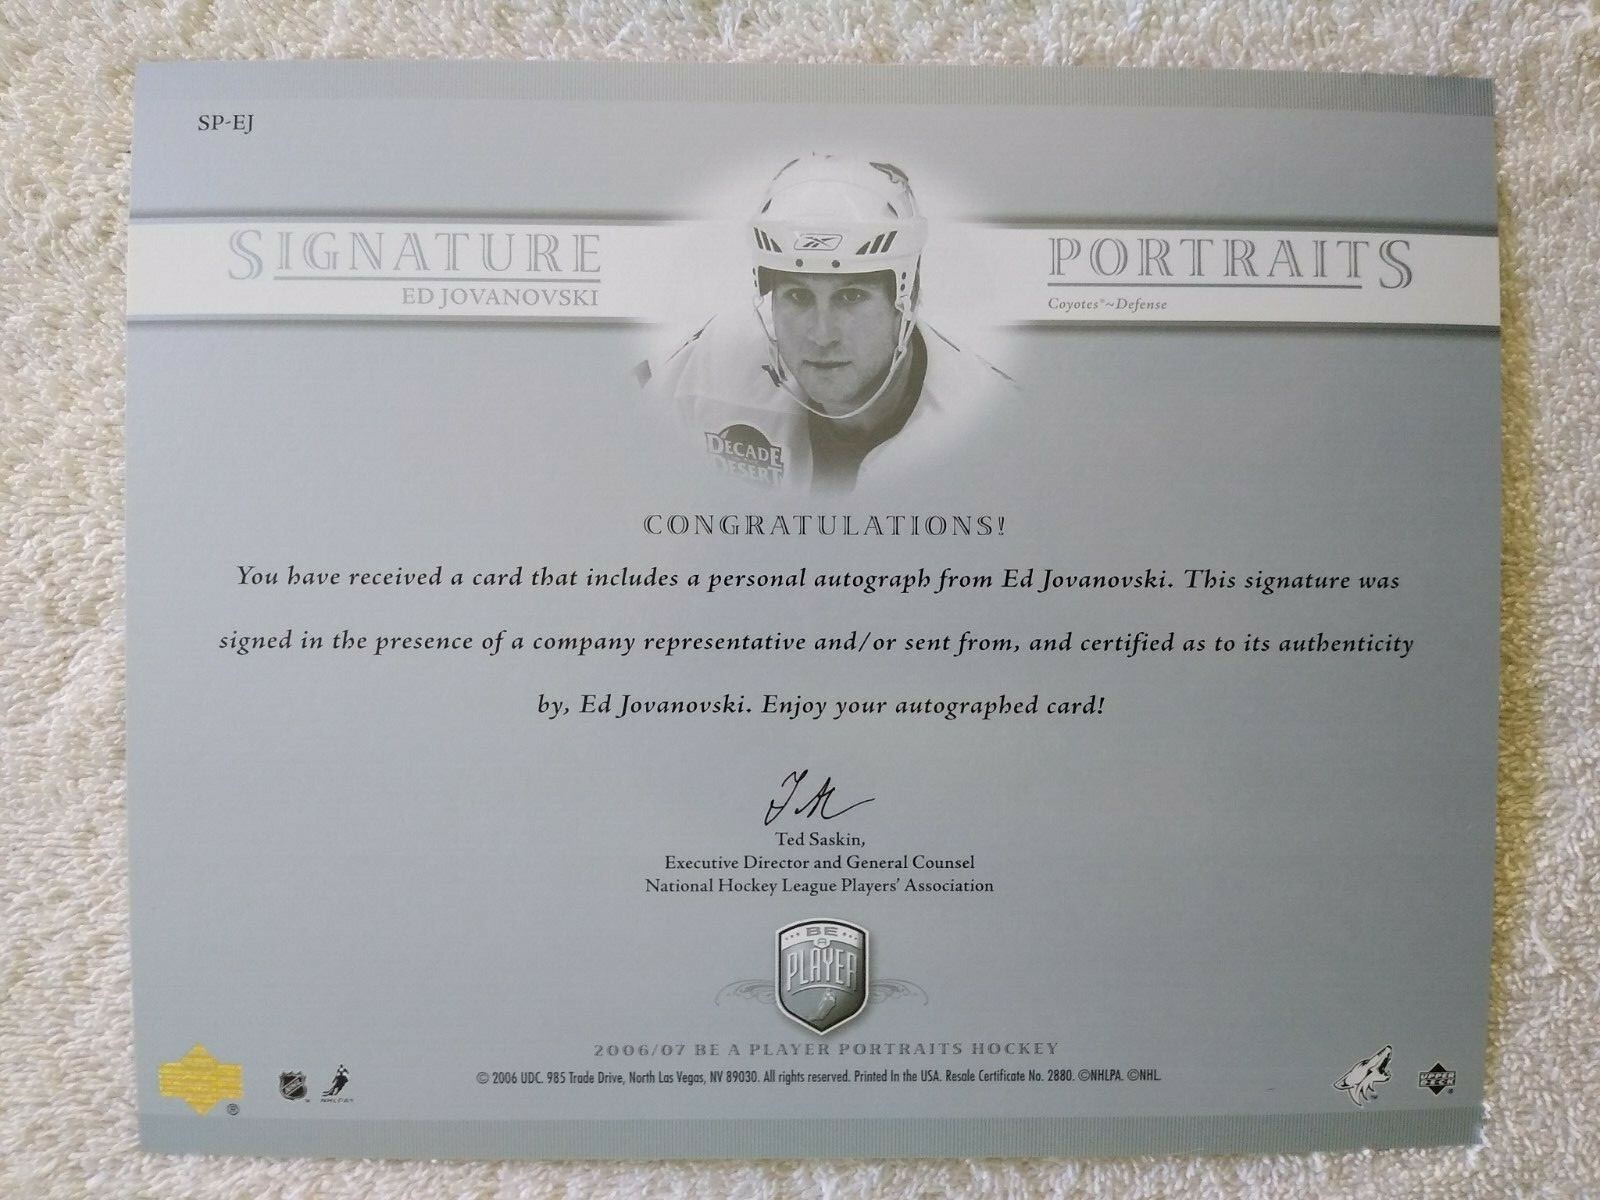 SP-EJ
SIGNATURE PORTRAITS
ED JOVANOVSKI Coyotes®~Defense
DECADE
DESERT
CONGRATULATIONS!
You have received a card that includes a personal autograph from Ed Jovanovski. This signature was
signed in the presence of a company representative and/or sent from, and certified as to its authenticity
by, Ed Jovanovski. Enjoy your autographed card!
Ted Saskin,
Executive Director and General Counsel
National Hockey League Players' Association
BE
A
PLAYER
2006/07 BE A PLAYER PORTRAITS HOCKEY
© 2006 UDC. 985 Trade Drive, North Las Vegas, NV 89030. All rights reserved. Printed In the USA. Resale Certificate No. 2880. ©NHLPA. ©NHL.
NHL
NHLPA
UPPER
DECK